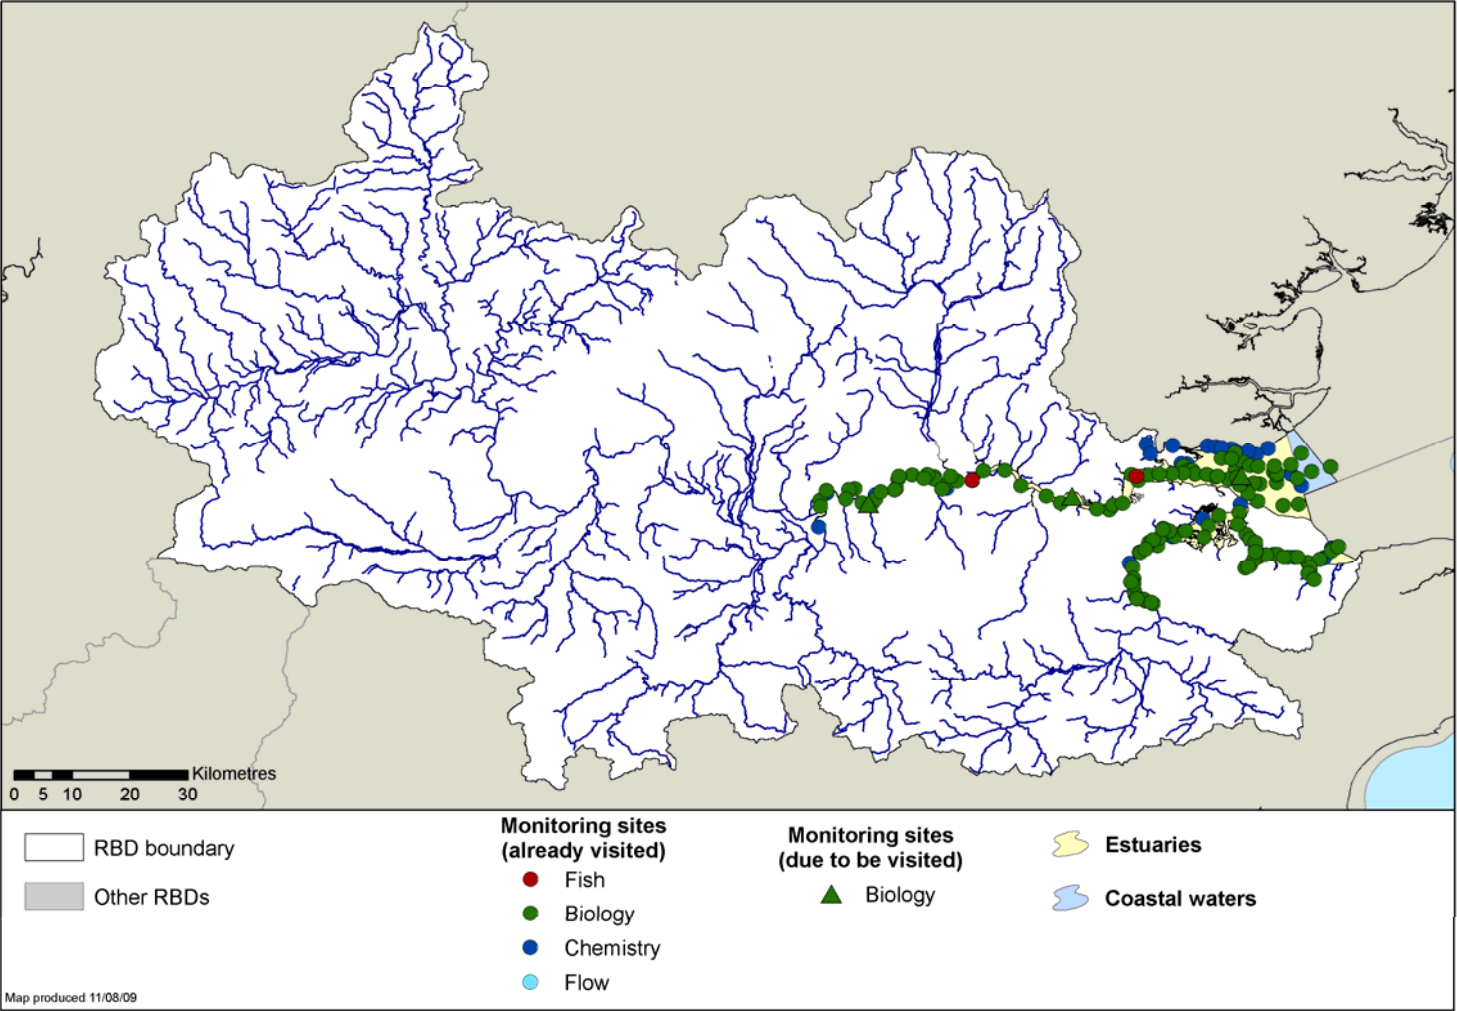 Kilometres
0 5 10 20 30
RBD boundary
Other RBDs
Monitoring sites
(already visited)
Fish
Biology
Chemistry
Flow
Monitoring sites
(due to be visited)
Biology
Estuaries
Coastal waters
Map produced 11/08/09